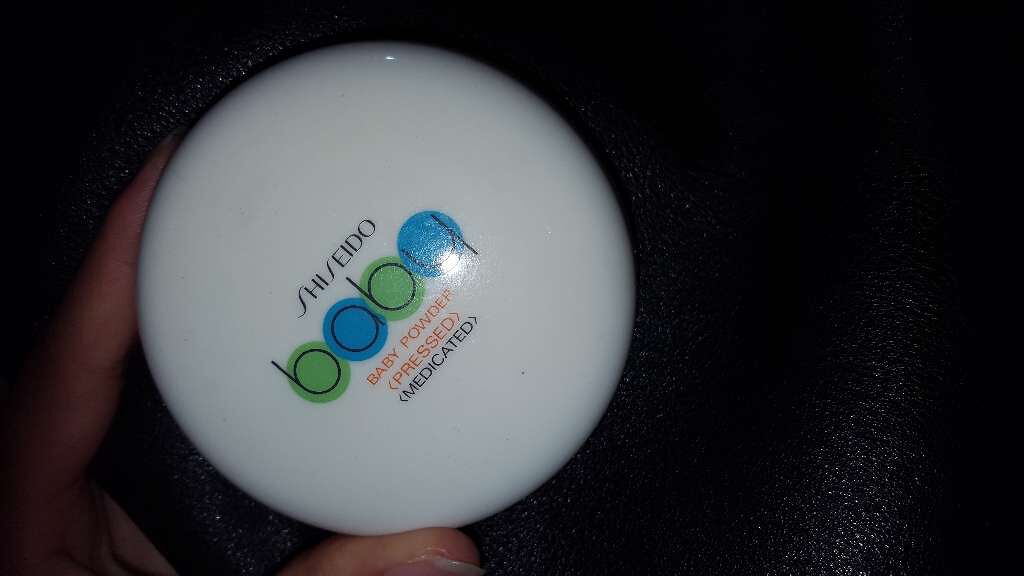 SHISEIDO
baby
BABY POWDER
〈PRESSED〉
〈MEDICATED〉